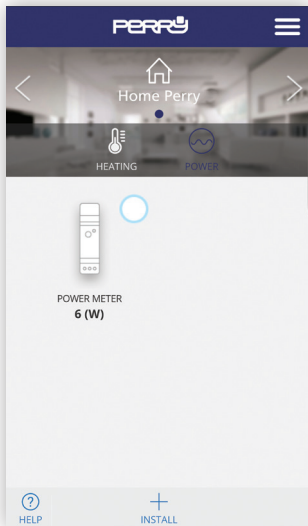 PERRY
Home Perry
HEATING
POWER
POWER METER
6 (W)
HELP
INSTALL